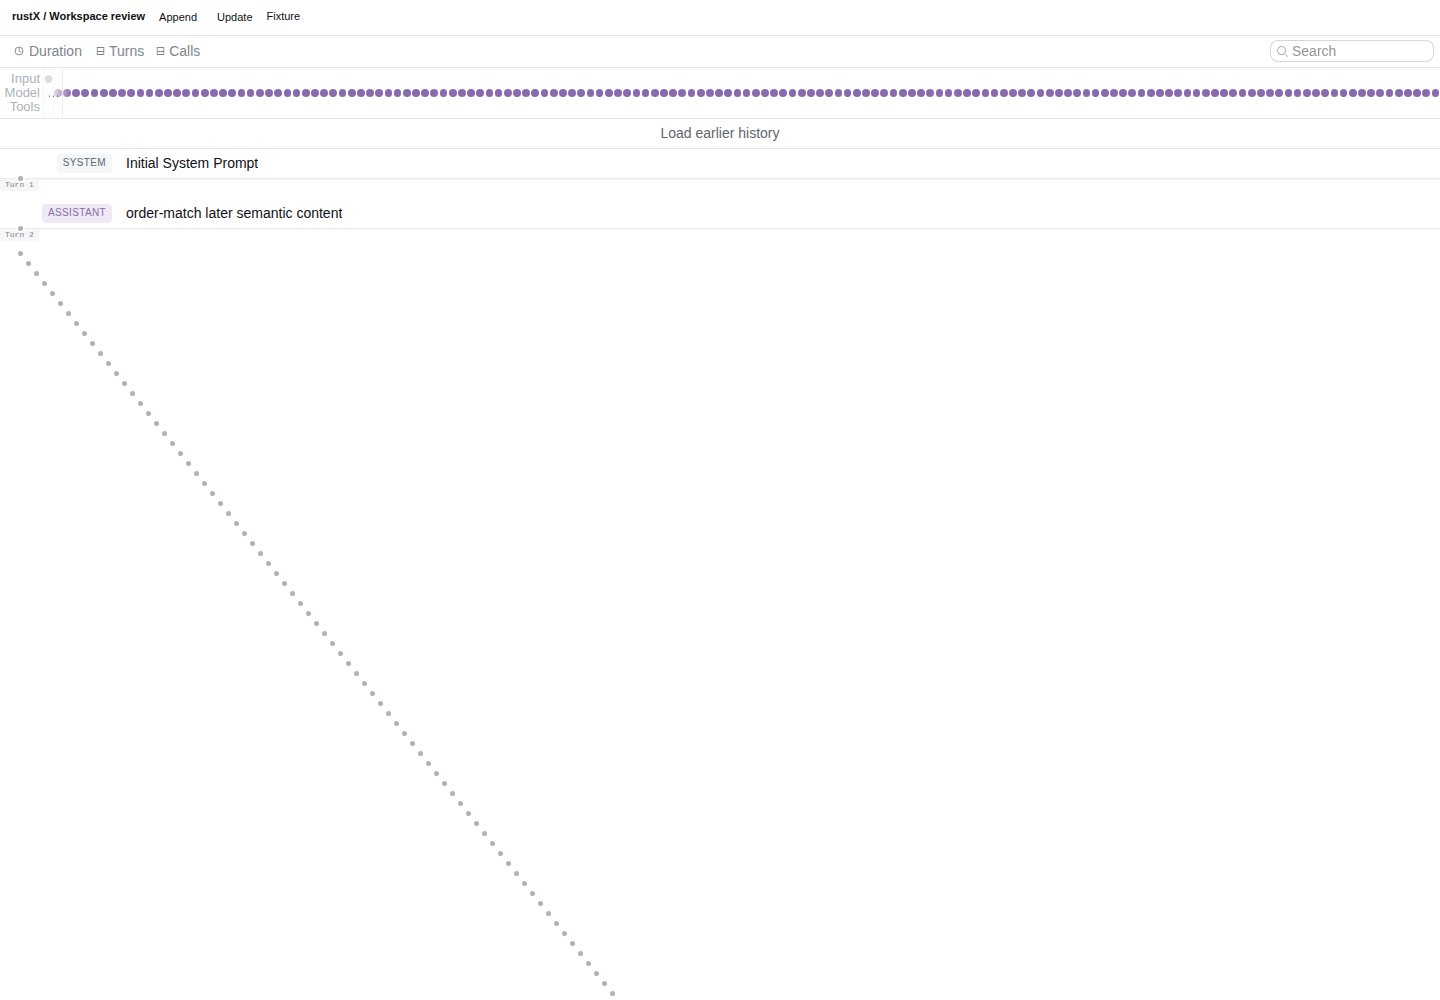 rustX / Workspace review Append Update Fixture
Duration Turns Calls Search
Input
Model
Tools
Load earlier history
SYSTEM Initial System Prompt
Turn 1
ASSISTANT order-match later semantic content
Turn 2